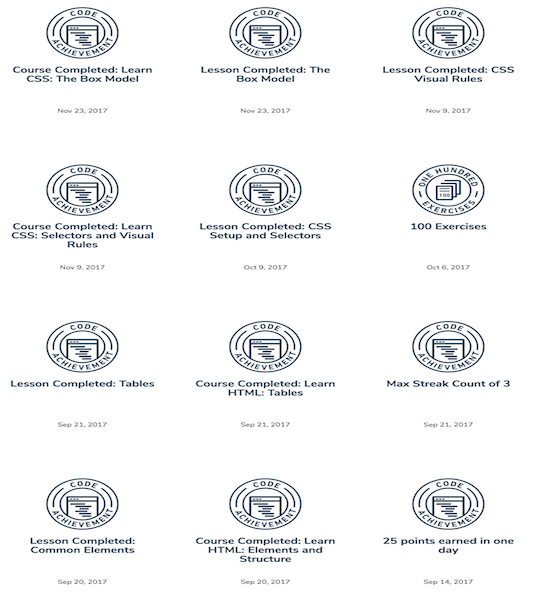 CODE ACHIEVEMENT
CODE ACHIEVEMENT
CODE ACHIEVEMENT
Course Completed: Learn
CSS: The Box Model
Nov 23, 2017
Lesson Completed: The
Box Model
Nov 23, 2017
Lesson Completed: CSS
Visual Rules
Nov 9, 2017
CODE ACHIEVEMENT
CODE ACHIEVEMENT
ONE HUNDRED EXERCISES
100
Course Completed: Learn
CSS: Selectors and Visual
Rules
Nov 9, 2017
Lesson Completed: CSS
Setup and Selectors
Oct 9, 2017
100 Exercises
Oct 6, 2017
CODE ACHIEVEMENT
CODE ACHIEVEMENT
CODE ACHIEVEMENT
Lesson Completed: Tables
Sep 21, 2017
Course Completed: Learn
HTML: Tables
Sep 21, 2017
Max Streak Count of 3
Sep 21, 2017
CODE ACHIEVEMENT
CODE ACHIEVEMENT
CODE ACHIEVEMENT
Lesson Completed:
Common Elements
Sep 20, 2017
Course Completed: Learn
HTML: Elements and
Structure
Sep 20, 2017
25 points earned in one
day
Sep 14, 2017